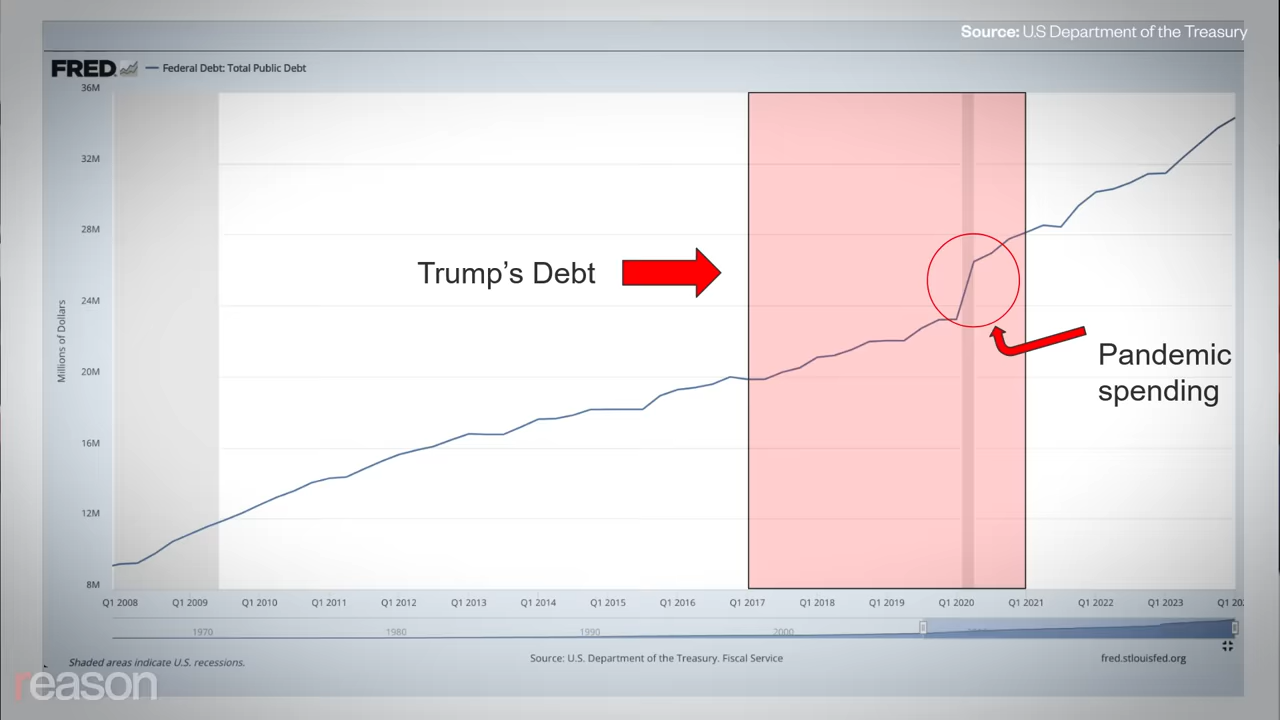 Source: U.S Department of the Treasury
FRED
Federal Debt: Total Public Debt
36M
32M
28M
24M
20M
16M
12M
8M
Millions of Dollars
Trump's Debt
Pandemic
spending
Q1 2008 Q1 2009 Q1 2010 Q1 2011 Q1 2012 Q1 2013 Q1 2014 Q1 2015 Q1 2016 Q1 2017 Q1 2018 Q1 2019 Q1 2020 Q1 2021 Q1 2022 Q1 2023 Q1
1970 1980 1990 2000
Shaded areas indicate U.S. recessions.
Source: U.S. Department of the Treasury. Fiscal Service
fred.stlouisfed.org
reason